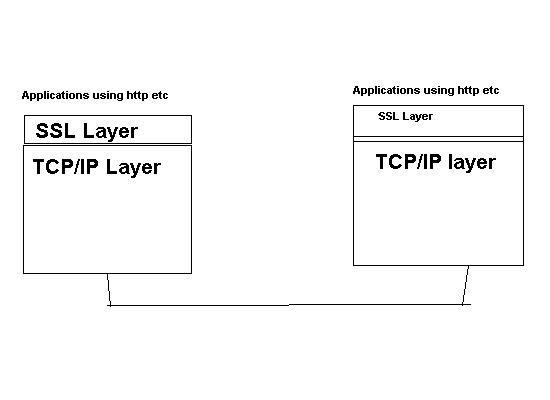 Applications using http etc
SSL Layer
TCP/IP Layer
Applications using http etc
SSL Layer
TCP/IP layer